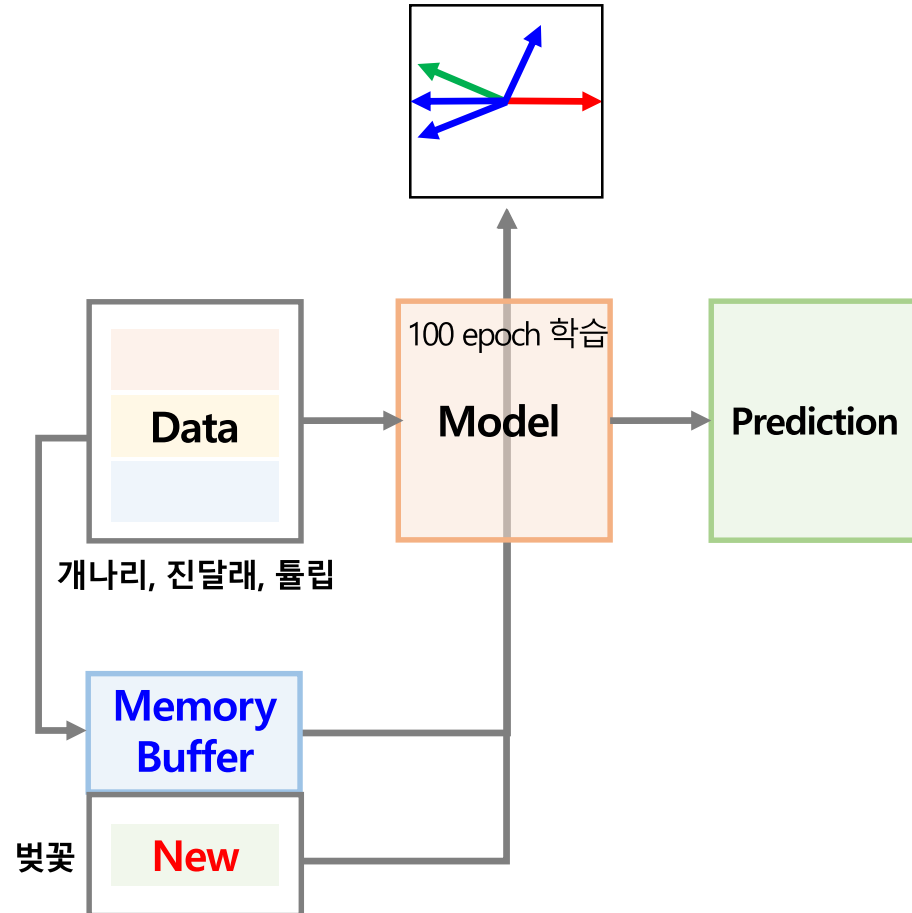 100 epoch 학습
Data
Model
Prediction
개나리, 진달래, 튤립
Memory
Buffer
벚꽃
New